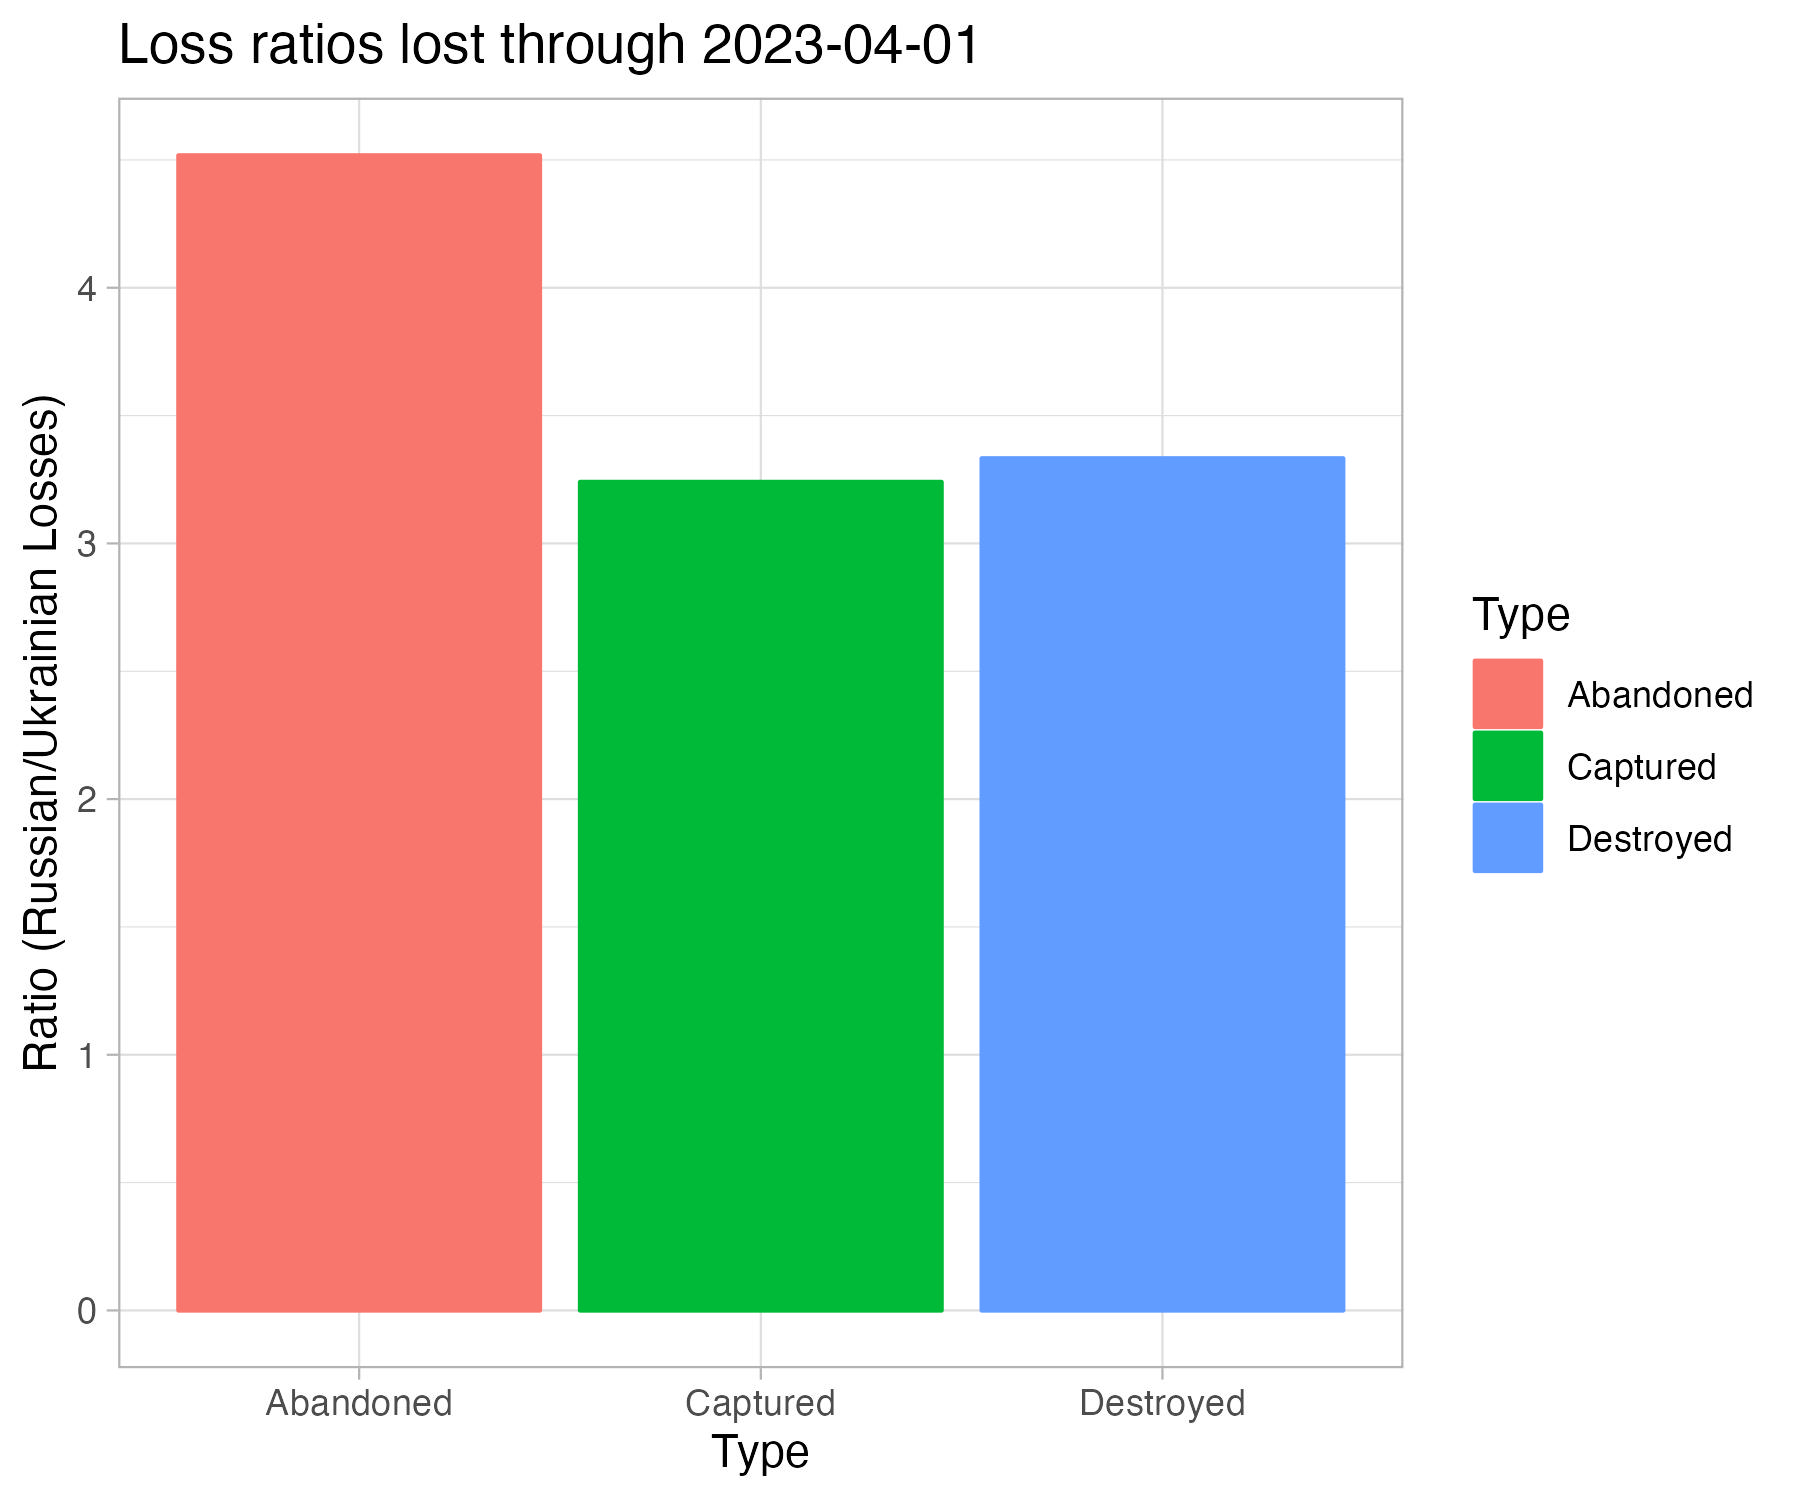 Loss ratios lost through 2023-04-01
Ratio (Russian/Ukrainian Losses)
4
3
2
1
0
Abandoned
Captured
Destroyed
Type
Type
Abandoned
Captured
Destroyed